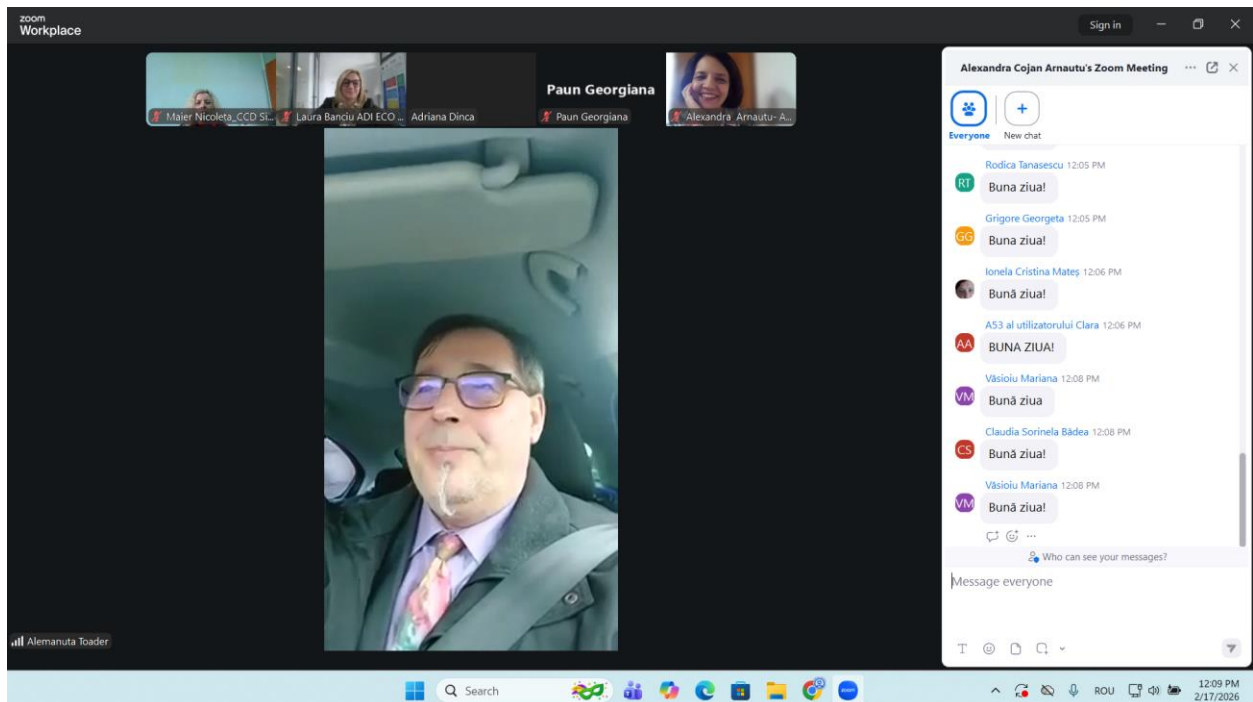 zoom
Workplace
Sign in
Maier Nicoleta_CCD Si...
Laura Banciu ADI ECO ...
Adriana Dinca
Paun Georgiana
Paun Georgiana
Alexandra Arnautu- A...
Alemanuta Toader
Alexandra Cojan Arnautu's Zoom Meeting
Everyone
New chat
Rodica Tanasescu 12:05 PM
RT
Buna ziua!
Grigore Georgeta 12:05 PM
GG
Buna ziua!
Ionela Cristina Mateș 12:06 PM
Bună ziua!
A53 al utilizatorului Clara 12:06 PM
AA
BUNA ZIUA!
Văsioiu Mariana 12:08 PM
VM
Bună ziua
Claudia Sorinela Bădea 12:08 PM
CS
Bună ziua!
Văsioiu Mariana 12:08 PM
VM
Bună ziua!
Who can see your messages?
Message everyone
Search
ROU
12:09 PM
2/17/2026